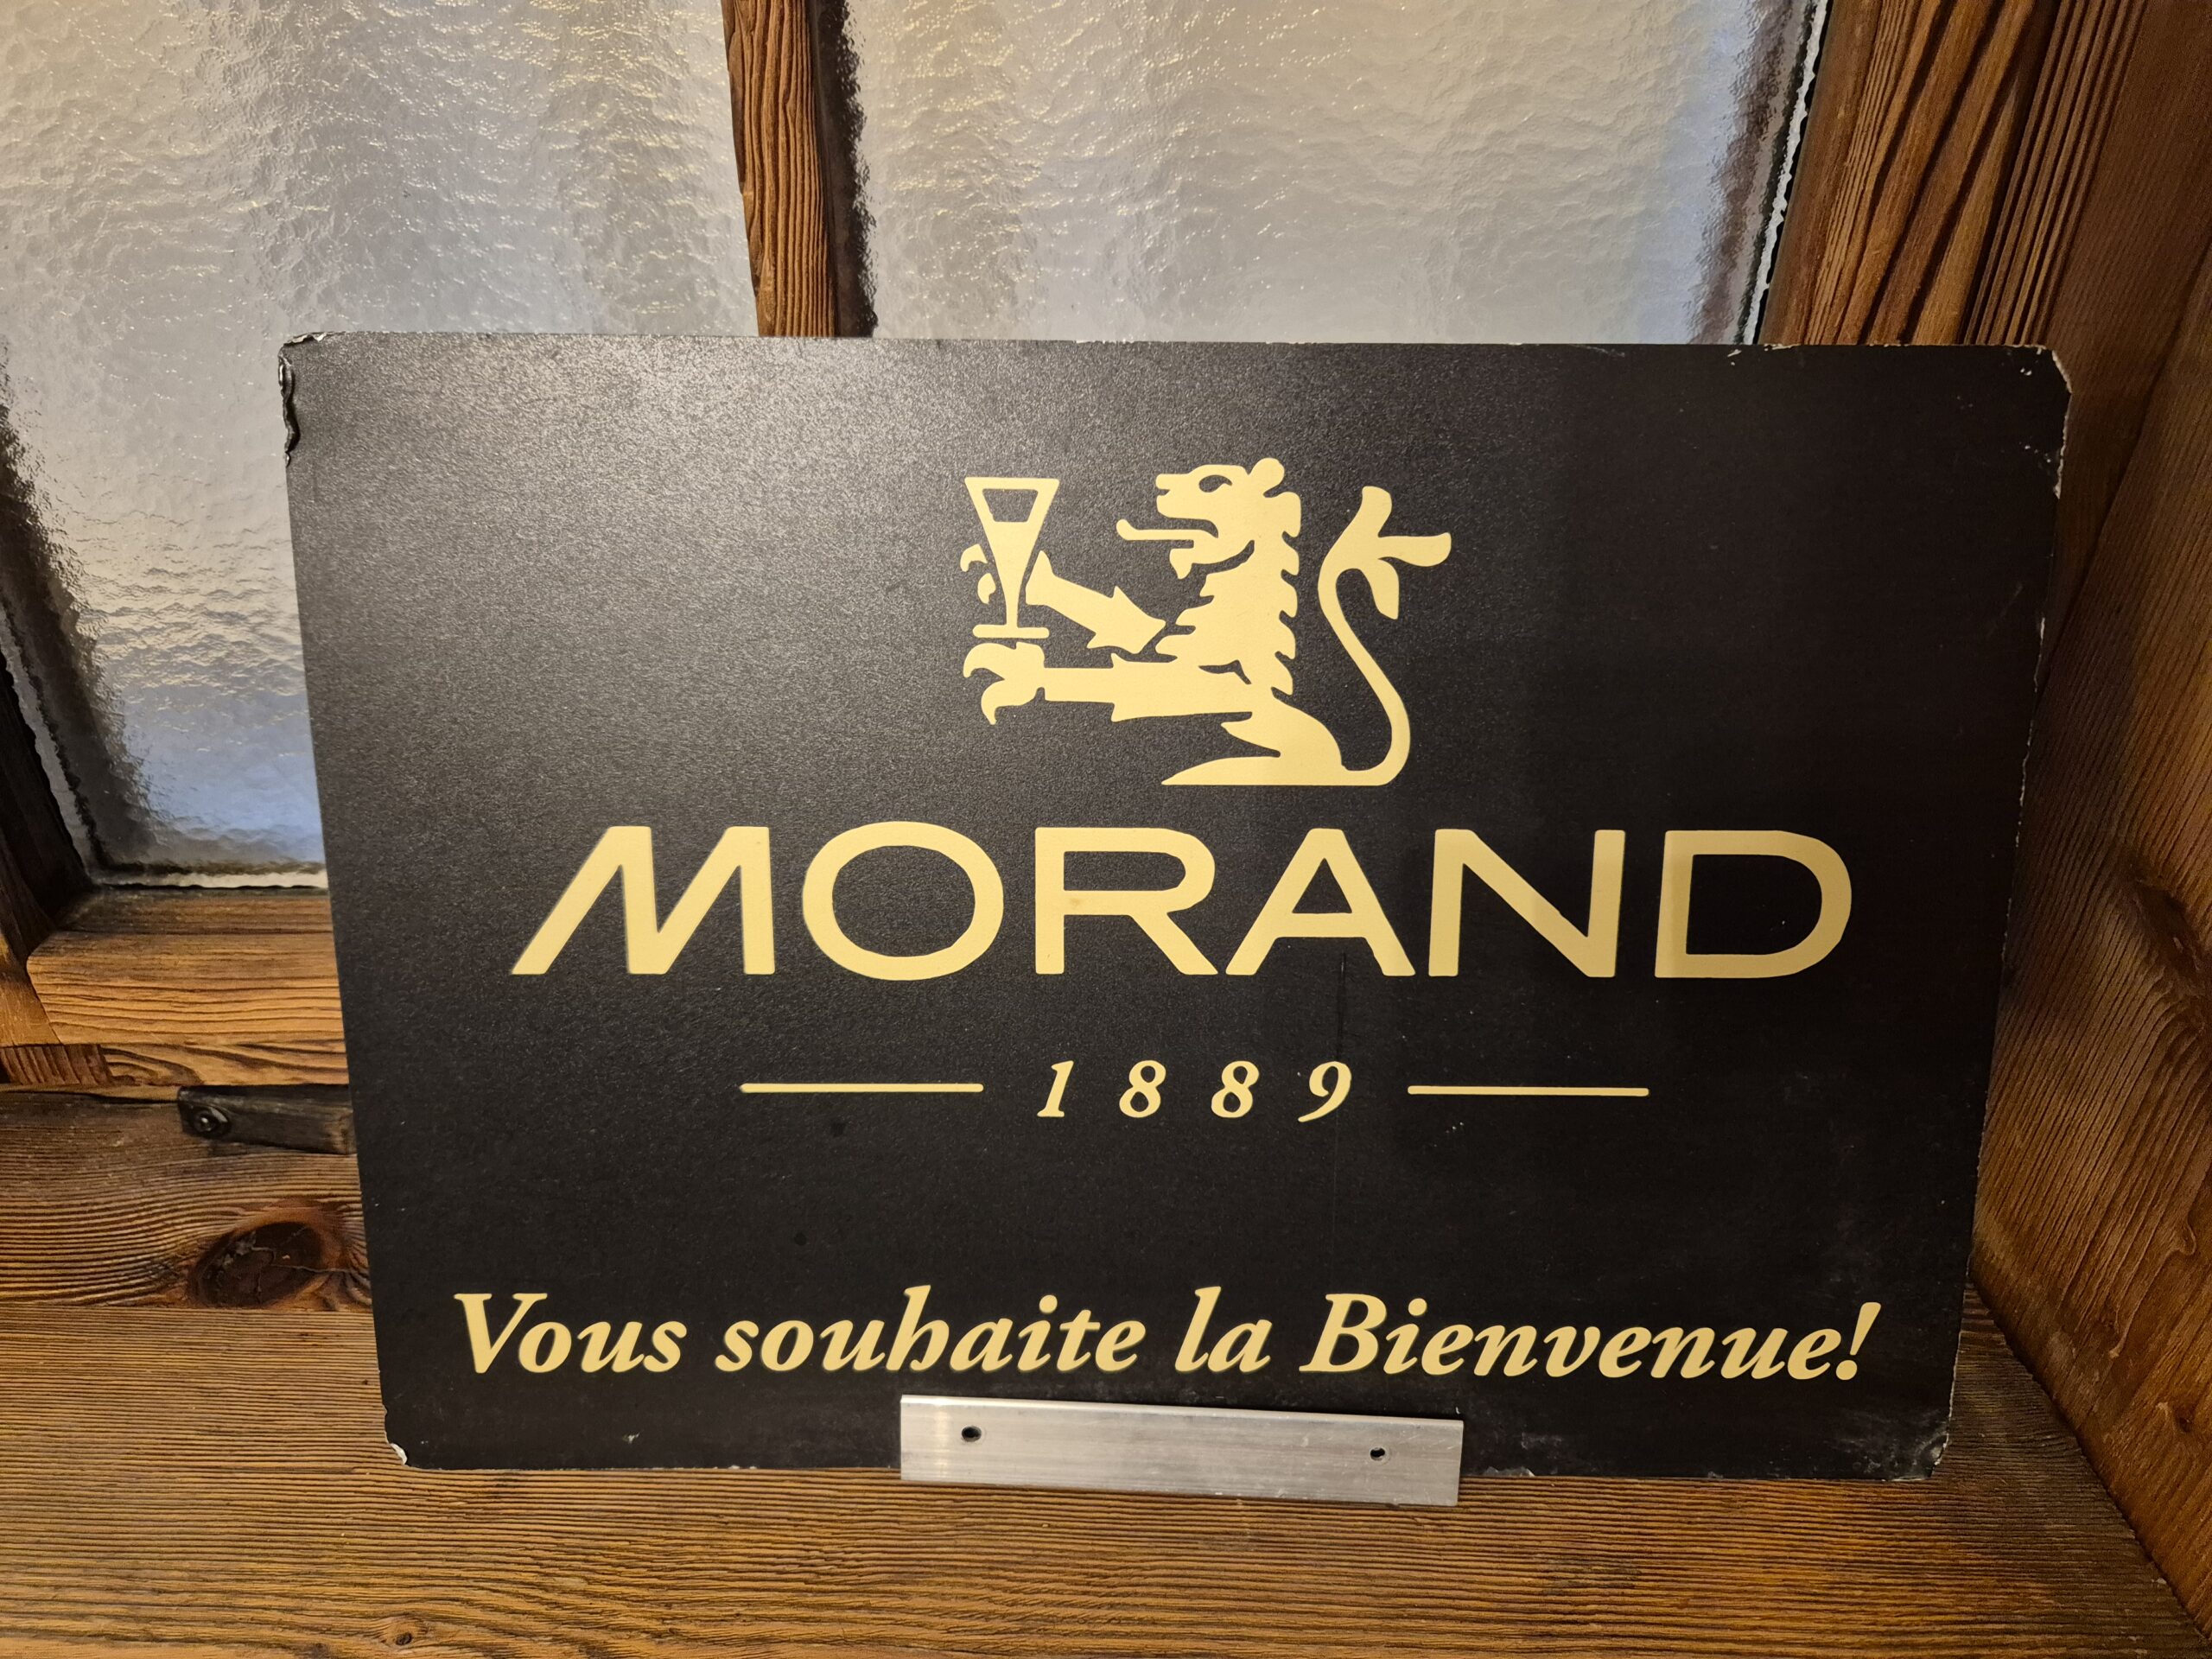 MORAND
1889
Vous souhaite la Bienvenue!